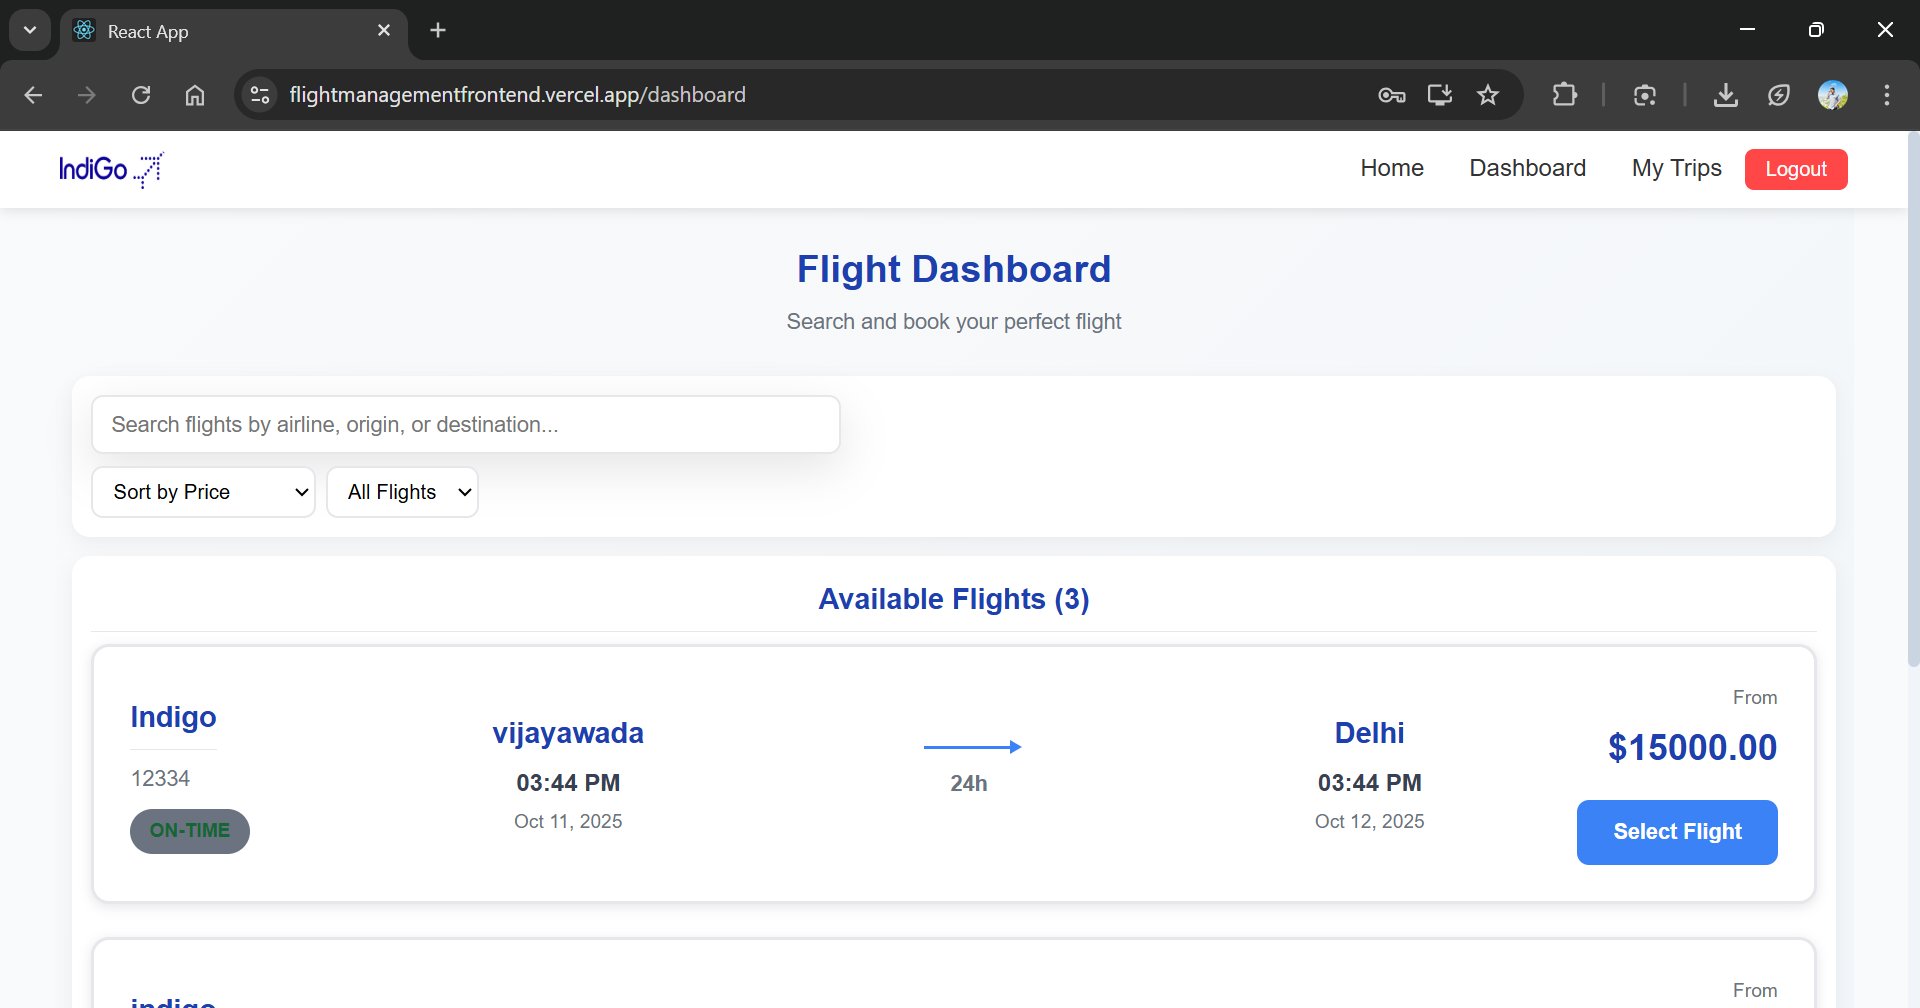 React App
flightmanagementfrontend.vercel.app/dashboard
IndiGo
Home Dashboard My Trips Logout
Flight Dashboard
Search and book your perfect flight
Search flights by airline, origin, or destination...
Sort by Price All Flights
Available Flights (3)
Indigo
12334
ON-TIME
vijayawada
03:44 PM
Oct 11, 2025
24h
Delhi
03:44 PM
Oct 12, 2025
From
$15000.00
Select Flight
indigo
From